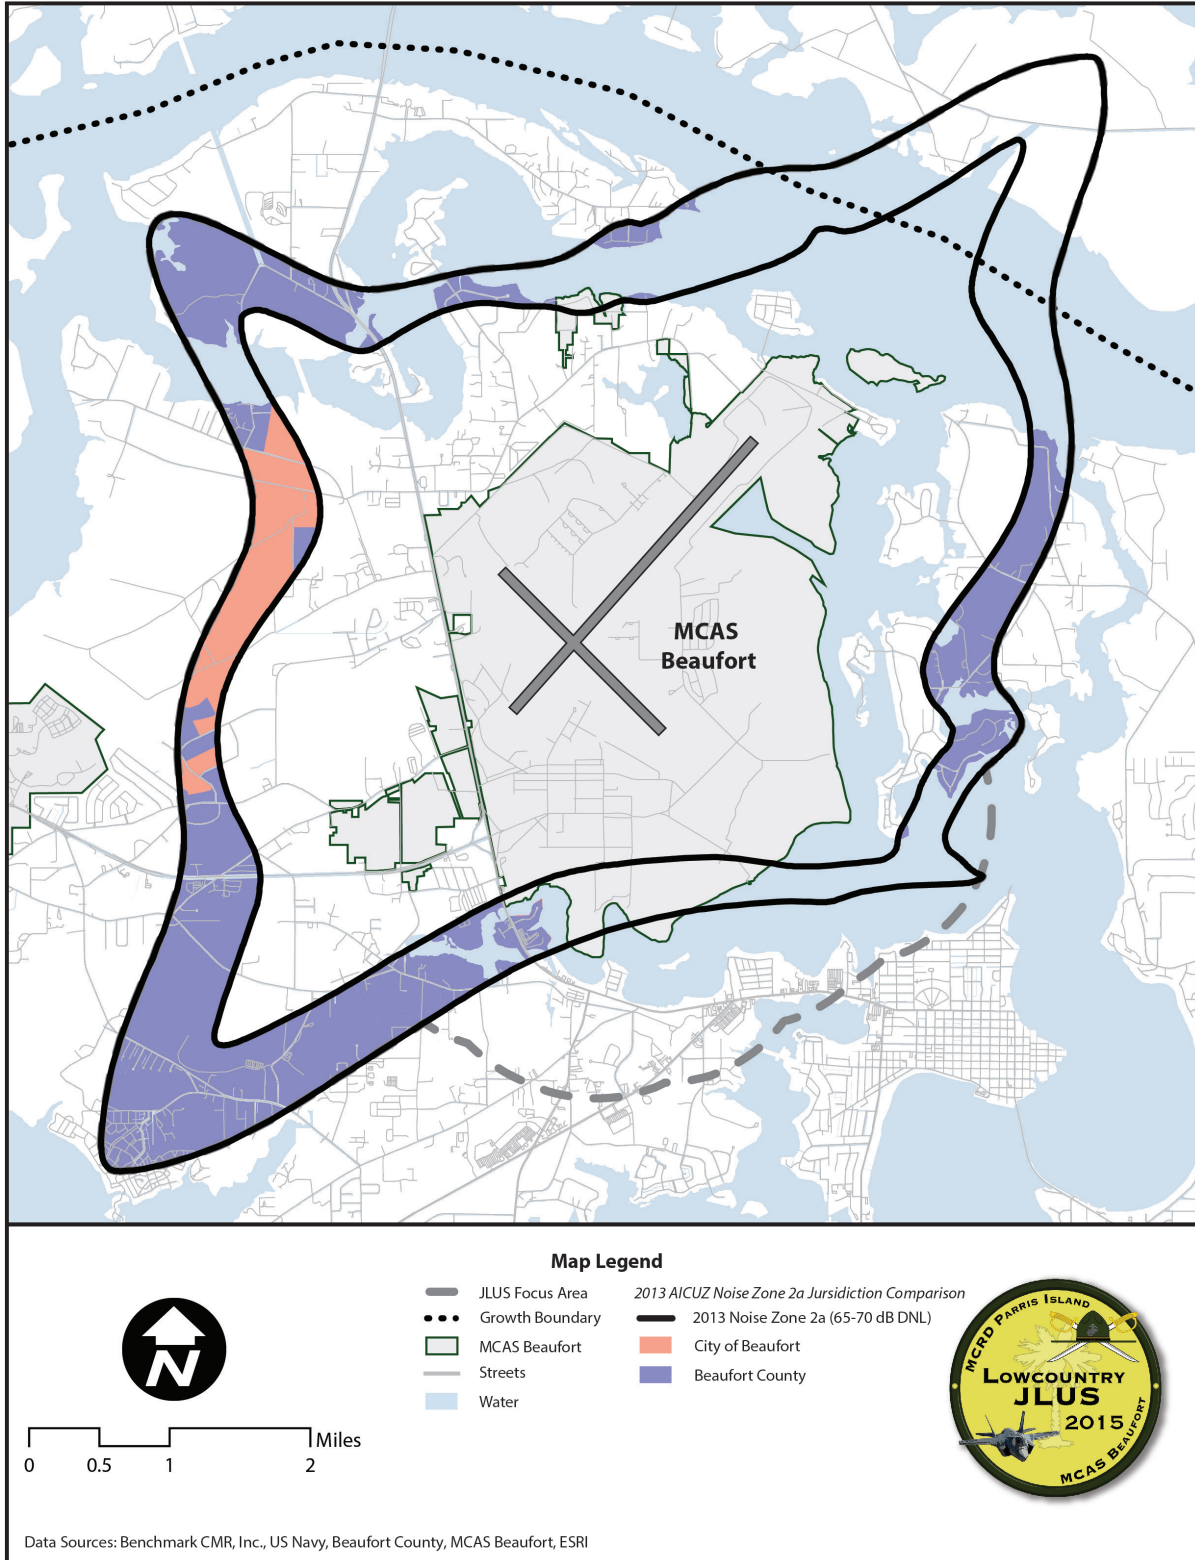 MCAS
Beaufort
Map Legend
JLUS Focus Area
Growth Boundary
MCAS Beaufort
Streets
Water
2013 AICUZ Noise Zone 2a Jursidiction Comparison
2013 Noise Zone 2a (65-70 dB DNL)
City of Beaufort
Beaufort County
N
Miles
0 0.5 1 2
MCRD PARRIS ISLAND
LOWCOUNTRY
JLUS
2015
MCAS BEAUFORT
Data Sources: Benchmark CMR, Inc., US Navy, Beaufort County, MCAS Beaufort, ESRI